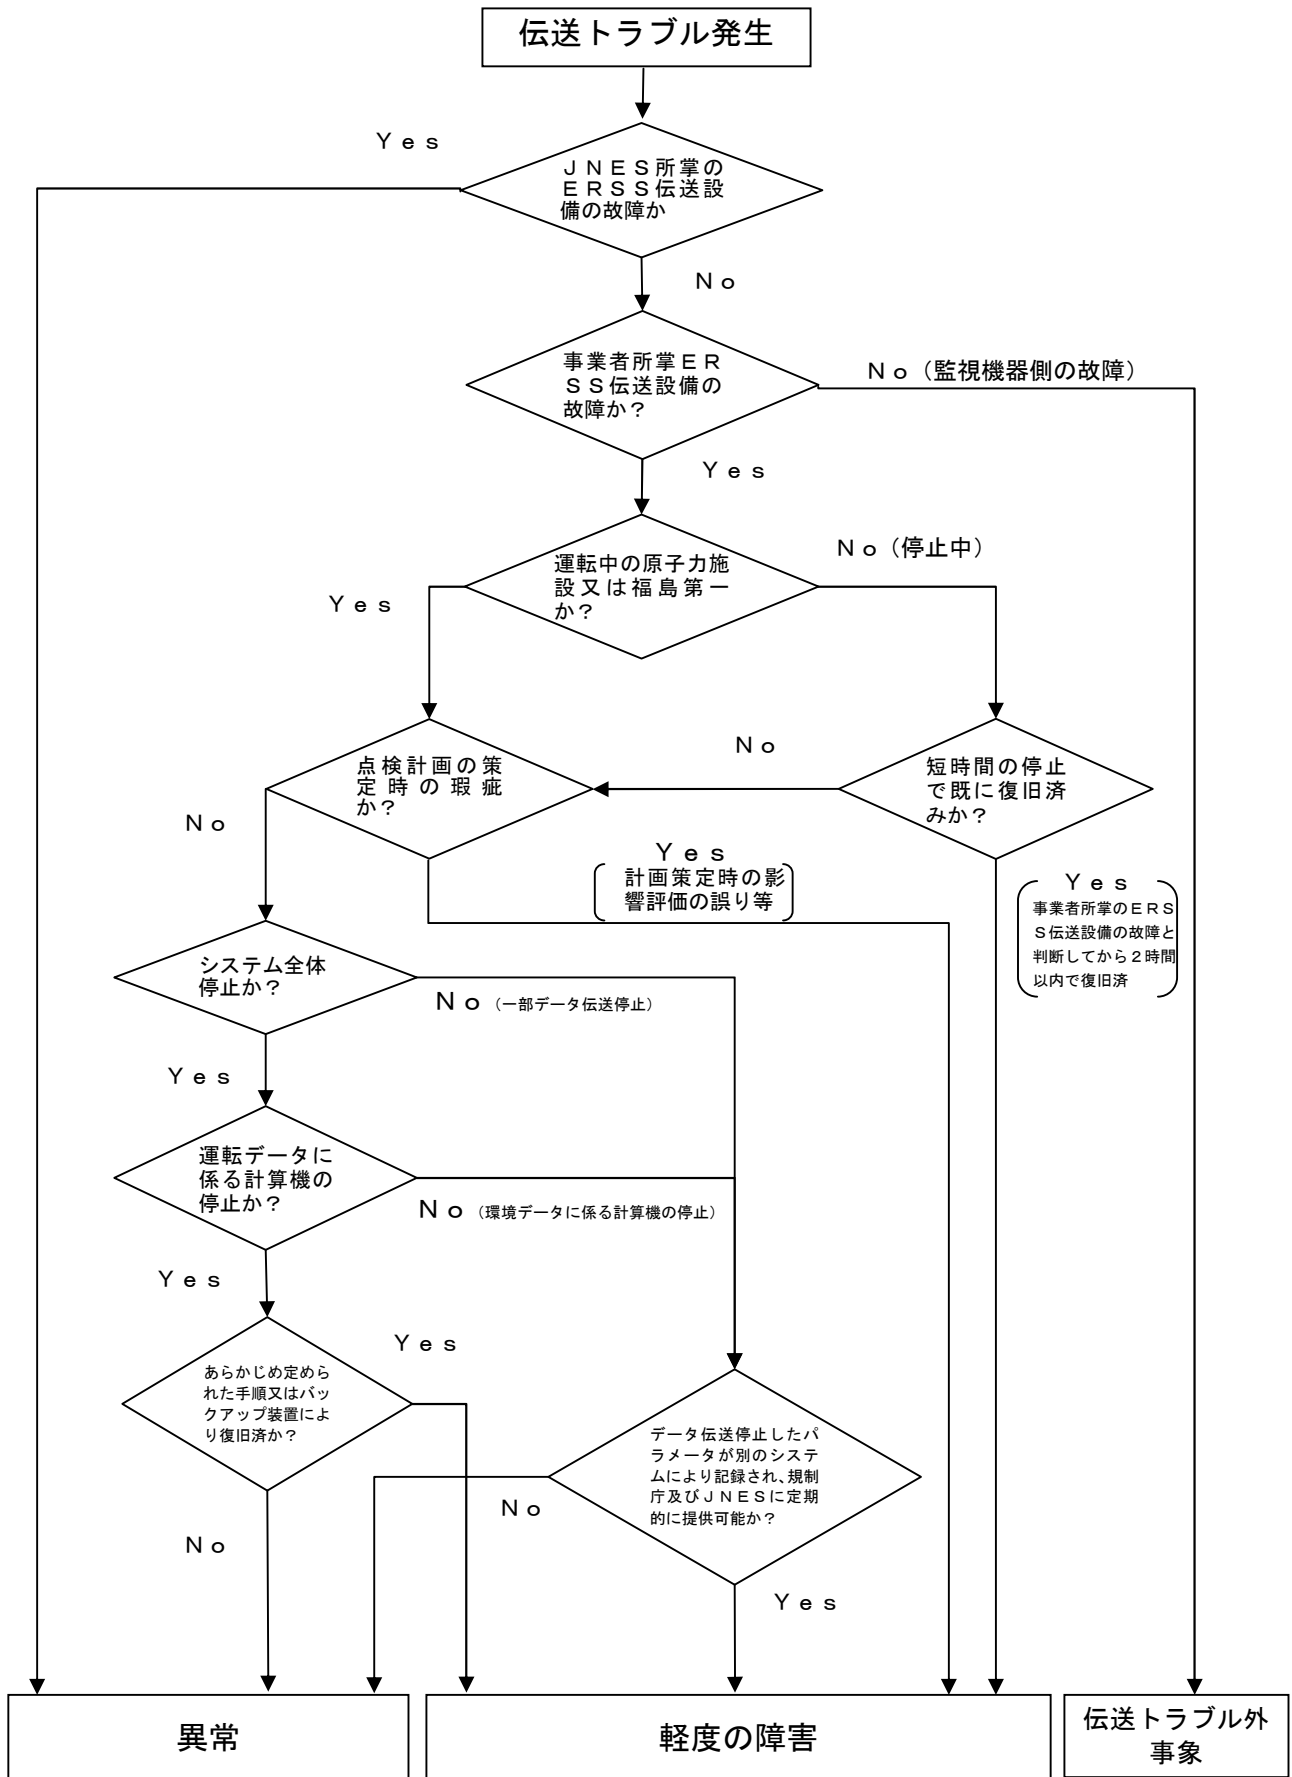 伝送トラブル発生
Ｙｅｓ
ＪＮＥＳ所掌の
ＥＲＳＳ伝送設
備の故障か
Ｎｏ
事業者所掌ＥＲ
ＳＳ伝送設備の
故障か？
Ｎｏ（監視機器側の故障）
Ｙｅｓ
運転中の原子力施
設又は福島第一
か？
Ｎｏ（停止中）
Ｙｅｓ
点検計画の策
定時の瑕疵
か？
Ｎｏ
短時間の停止
で既に復旧済
みか？
Ｎｏ
Ｙｅｓ
計画策定時の影
響評価の誤り等
Ｙｅｓ
事業者所掌のＥＲＳ
Ｓ伝送設備の故障と
判断してから２時間
以内で復旧済
システム全体
停止か？
Ｎｏ（一部データ伝送停止）
Ｙｅｓ
運転データに
係る計算機の
停止か？
Ｎｏ（環境データに係る計算機の停止）
Ｙｅｓ
Ｙｅｓ
あらかじめ定めら
れた手順又はバッ
クアップ装置によ
り復旧済か？
データ伝送停止したパ
ラメータが別のシステ
ムにより記録され、規制
庁及びＪＮＥＳに定期
的に提供可能か？
Ｎｏ
Ｎｏ
Ｙｅｓ
異常
軽度の障害
伝送トラブル外
事象